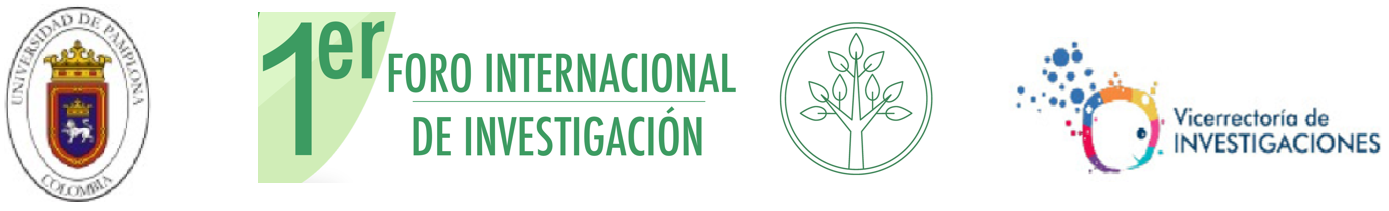 UNIVERSIDAD DE PAMPLONA
COLOMBIA
1er
FORO INTERNACIONAL
DE INVESTIGACIÓN
Vicerrectoría de
INVESTIGACIONES